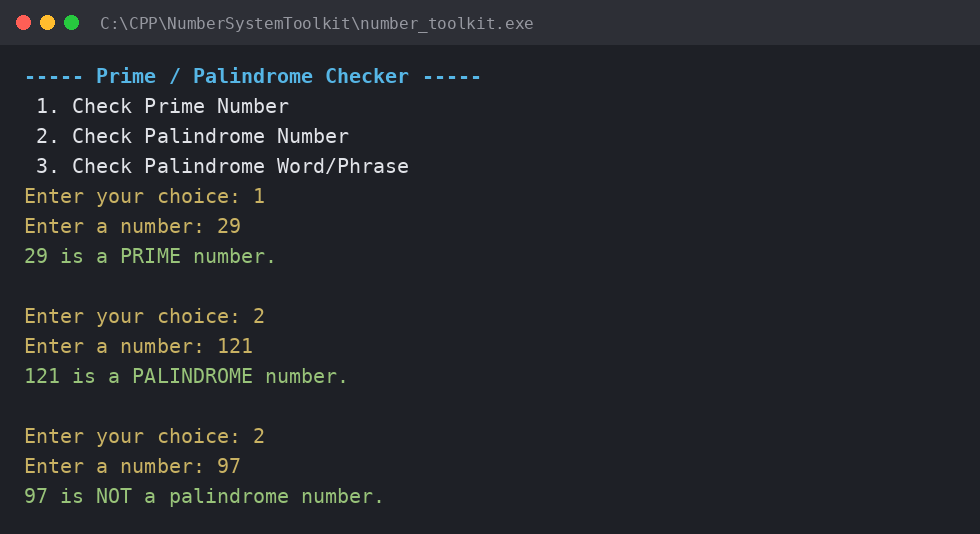 C:\CPP\NumberSystemToolkit\number_toolkit.exe
----- Prime / Palindrome Checker -----
1. Check Prime Number
2. Check Palindrome Number
3. Check Palindrome Word/Phrase
Enter your choice: 1
Enter a number: 29
29 is a PRIME number.
Enter your choice: 2
Enter a number: 121
121 is a PALINDROME number.
Enter your choice: 2
Enter a number: 97
97 is NOT a palindrome number.